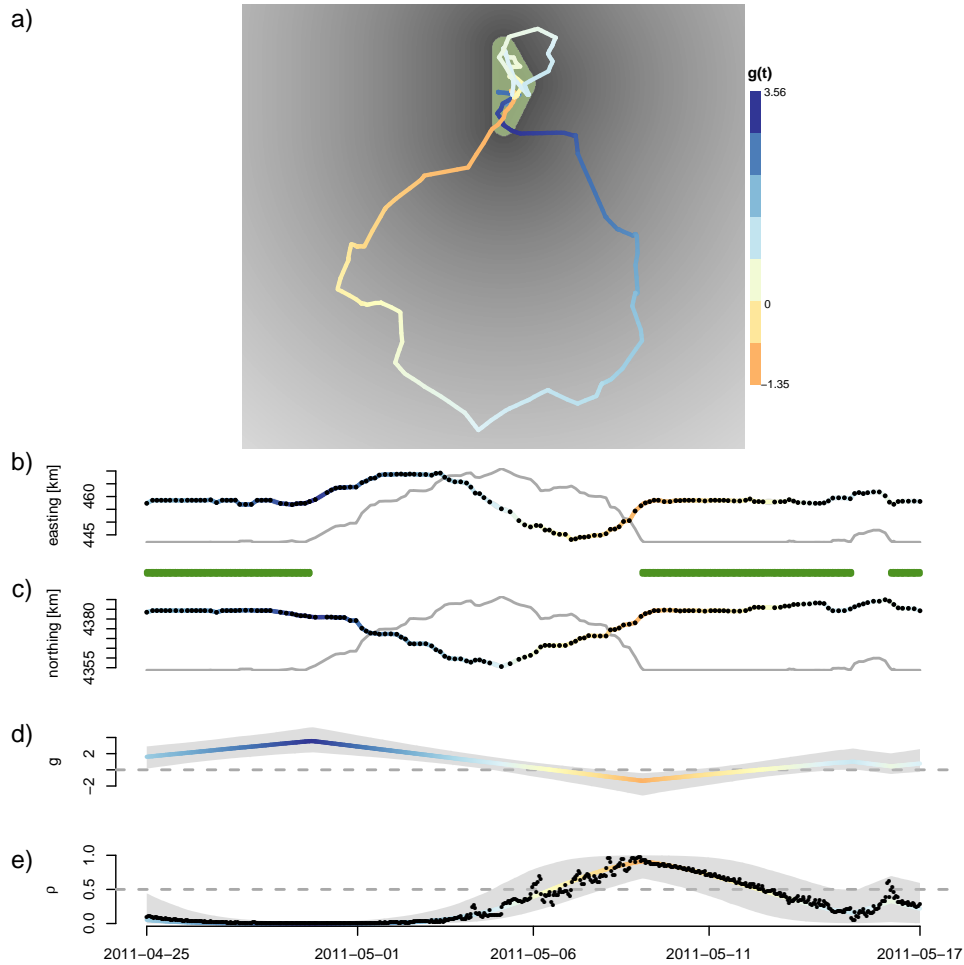 a)
g(t)
3.56
0
−1.35
b)
easting [km]
445
460
c)
northing [km]
4355
4380
d)
g
−2
2
e)
ρ
0.0
0.5
1.0
2011−04−25
2011−05−01
2011−05−06
2011−05−11
2011−05−17